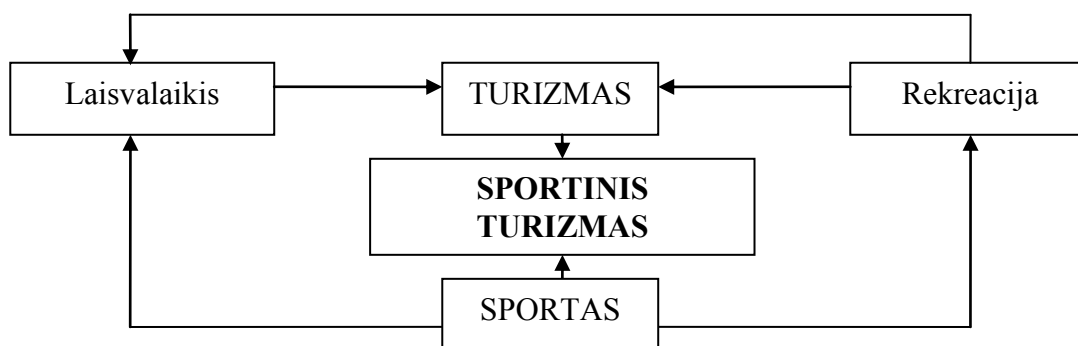 Laisvalaikis
TURIZMAS
Rekreacija
SPORTINIS
TURIZMAS
SPORTAS